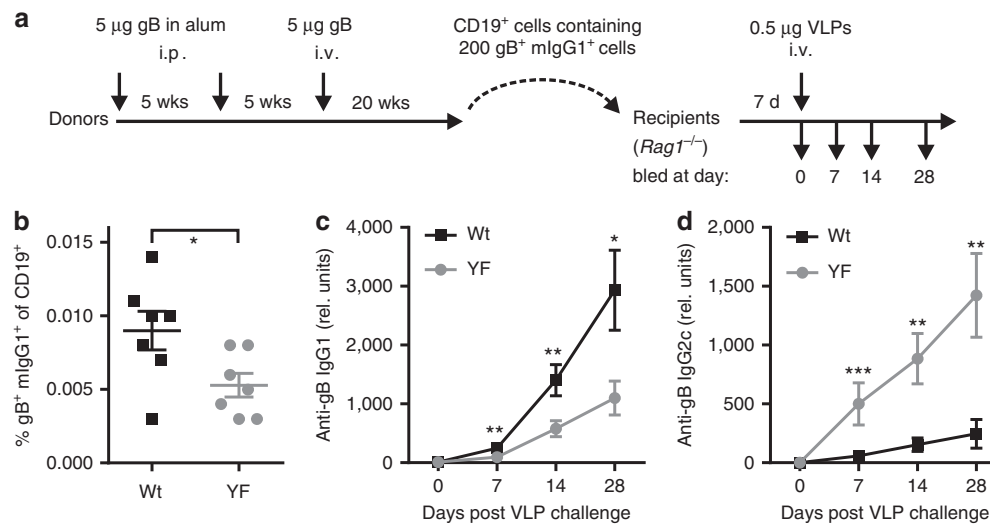 a
5 μg gB in alum
i.p.
5 μg gB
i.v.
CD19⁺ cells containing
200 gB⁺ mIgG1⁺ cells
0.5 μg VLPs
i.v.
5 wks
5 wks
20 wks
7 d
Donors
Recipients
(Rag1⁻/⁻)
bled at day:
0 7 14 28
b
% gB⁺ mIgG1⁺ of CD19⁺
0.015
0.010
0.005
0.000
*
Wt YF
c
Anti-gB IgG1 (rel. units)
4,000
3,000
2,000
1,000
0
Wt
YF
**
**
*
0 7 14 28
Days post VLP challenge
d
Anti-gB IgG2c (rel. units)
2,000
1,500
1,000
500
0
Wt
YF
***
**
**
0 7 14 28
Days post VLP challenge